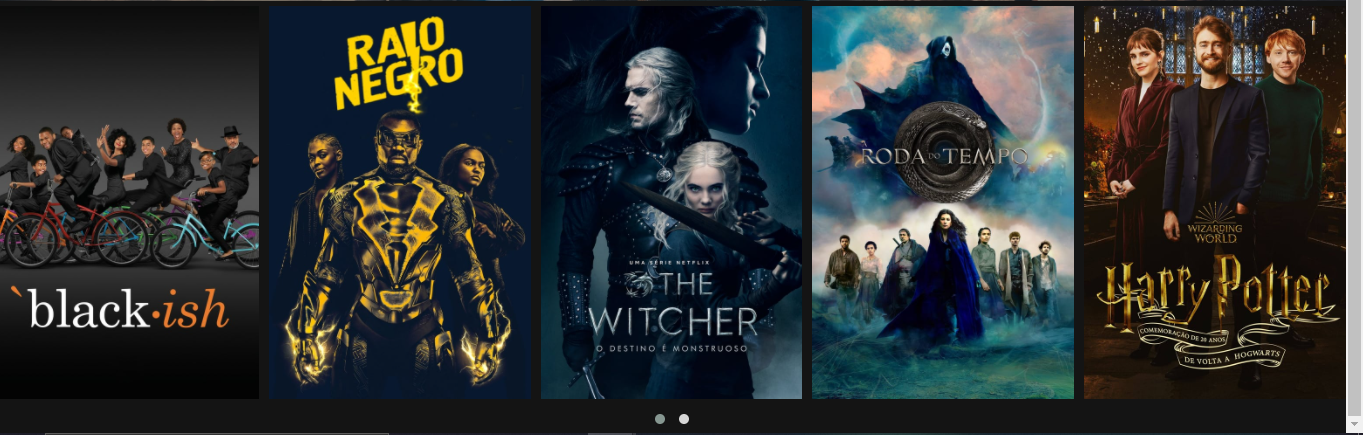 `black·ish
RAIO
NEGRO
UMA SÉRIE NETFLIX
THE
WITCHER
O DESTINO É MONSTRUOSO
RODA DO TEMPO
WIZARDING
WORLD
Harry Potter
COMEMORAÇÃO DE 20 ANOS
DE VOLTA A HOGWARTS